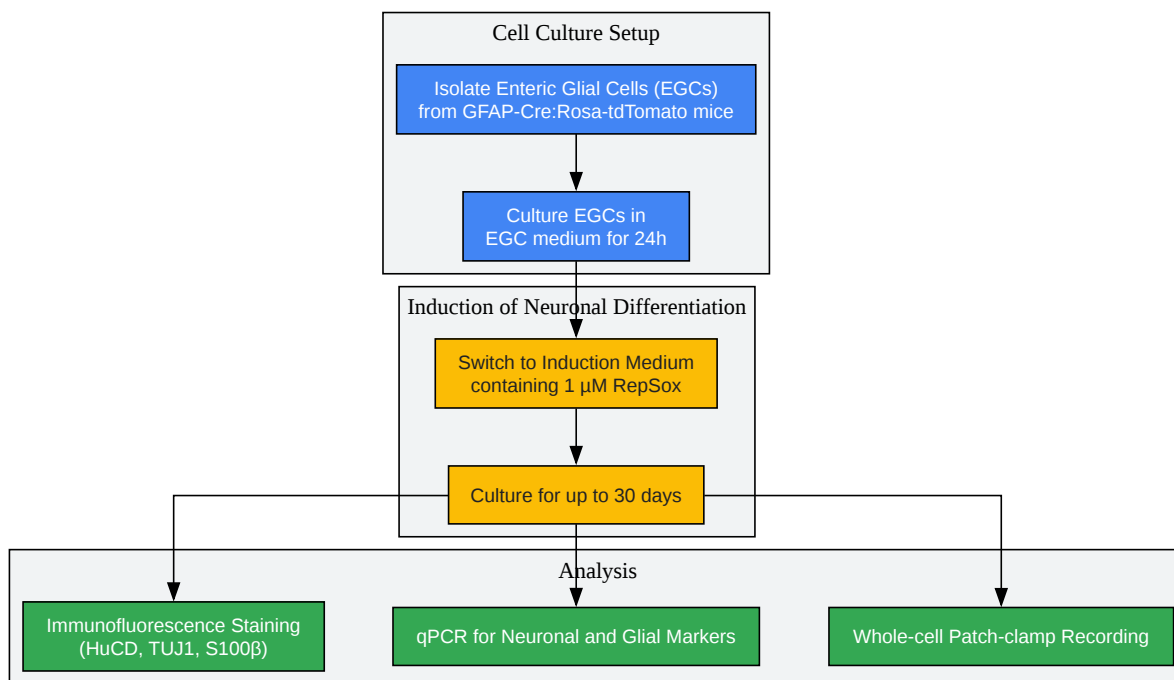 Cell Culture Setup
Isolate Enteric Glial Cells (EGCs)
from GFAP-Cre:Rosa-tdTomato mice
Culture EGCs in
EGC medium for 24h
Induction of Neuronal Differentiation
Switch to Induction Medium
containing 1 µM RepSox
Culture for up to 30 days
Analysis
Immunofluorescence Staining
(HuCD, TUJ1, S100β)
qPCR for Neuronal and Glial Markers
Whole-cell Patch-clamp Recording